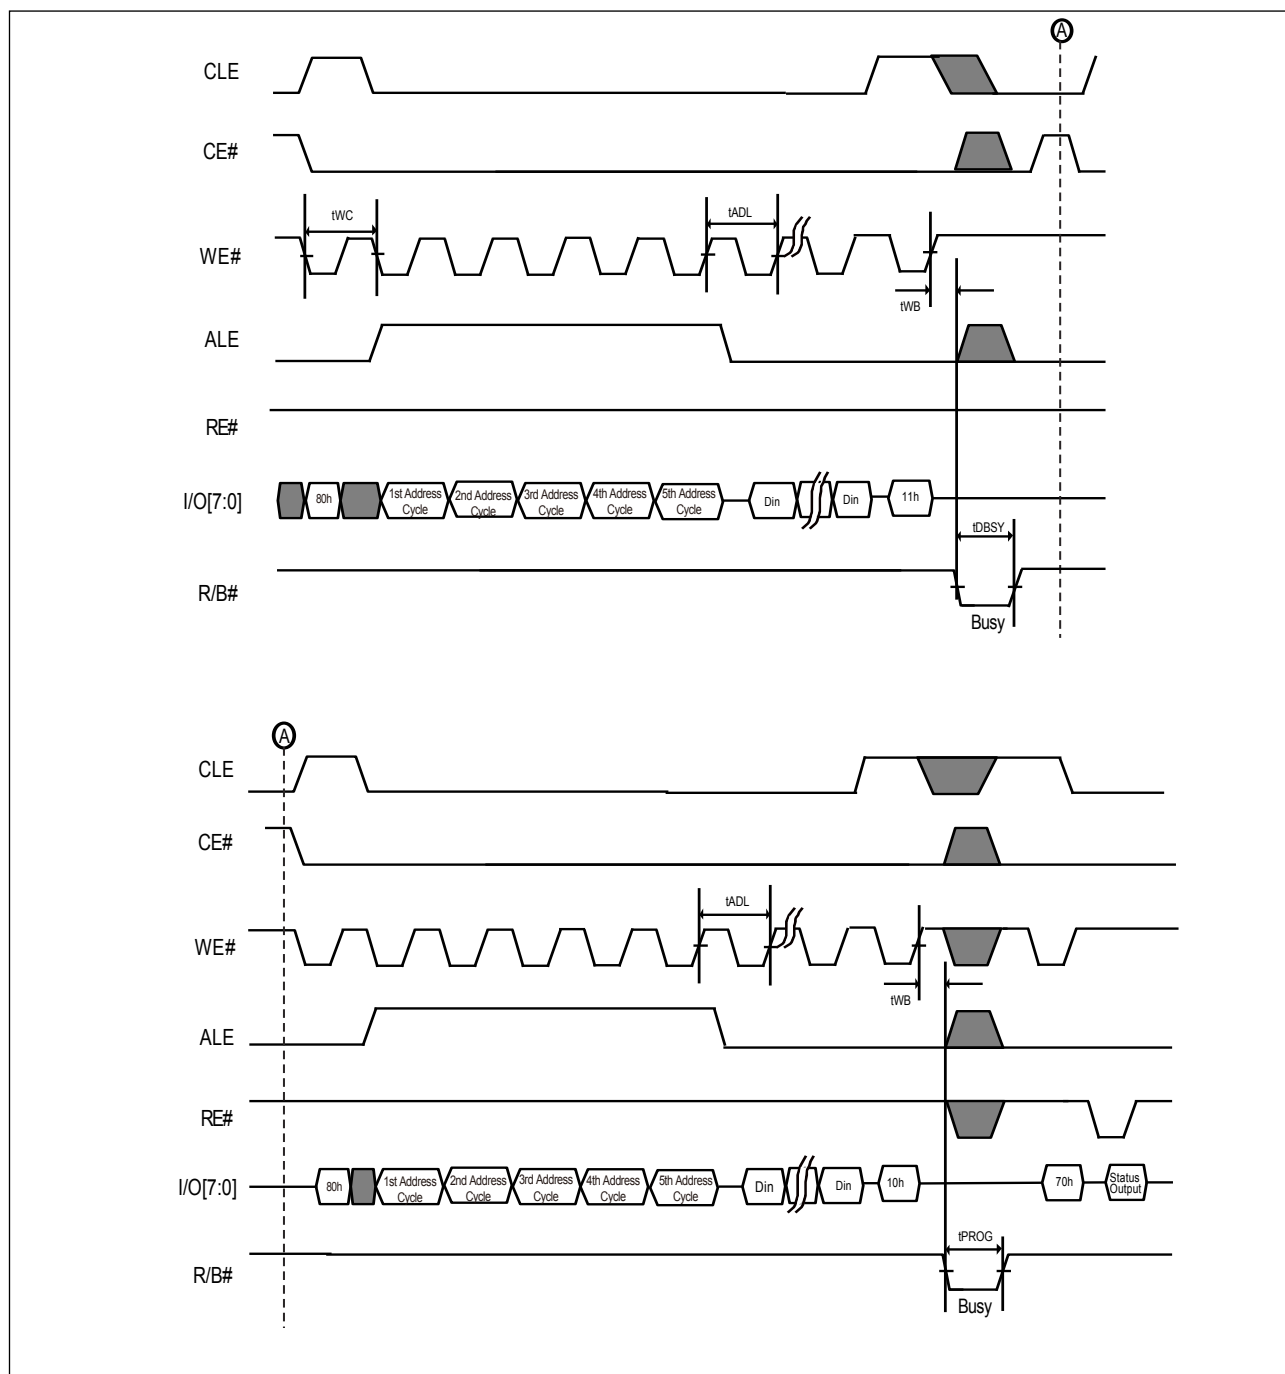 A
CLE
CE#
tWC
tADL
WE#
tWB
ALE
RE#
I/O[7:0]
80h
1st Address
Cycle
2nd Address
Cycle
3rd Address
Cycle
4th Address
Cycle
5th Address
Cycle
Din
Din
11h
tDBSY
R/B#
Busy
A
CLE
CE#
tADL
WE#
tWB
ALE
RE#
I/O[7:0]
80h
1st Address
Cycle
2nd Address
Cycle
3rd Address
Cycle
4th Address
Cycle
5th Address
Cycle
Din
Din
10h
70h
Status
Output
tPROG
R/B#
Busy